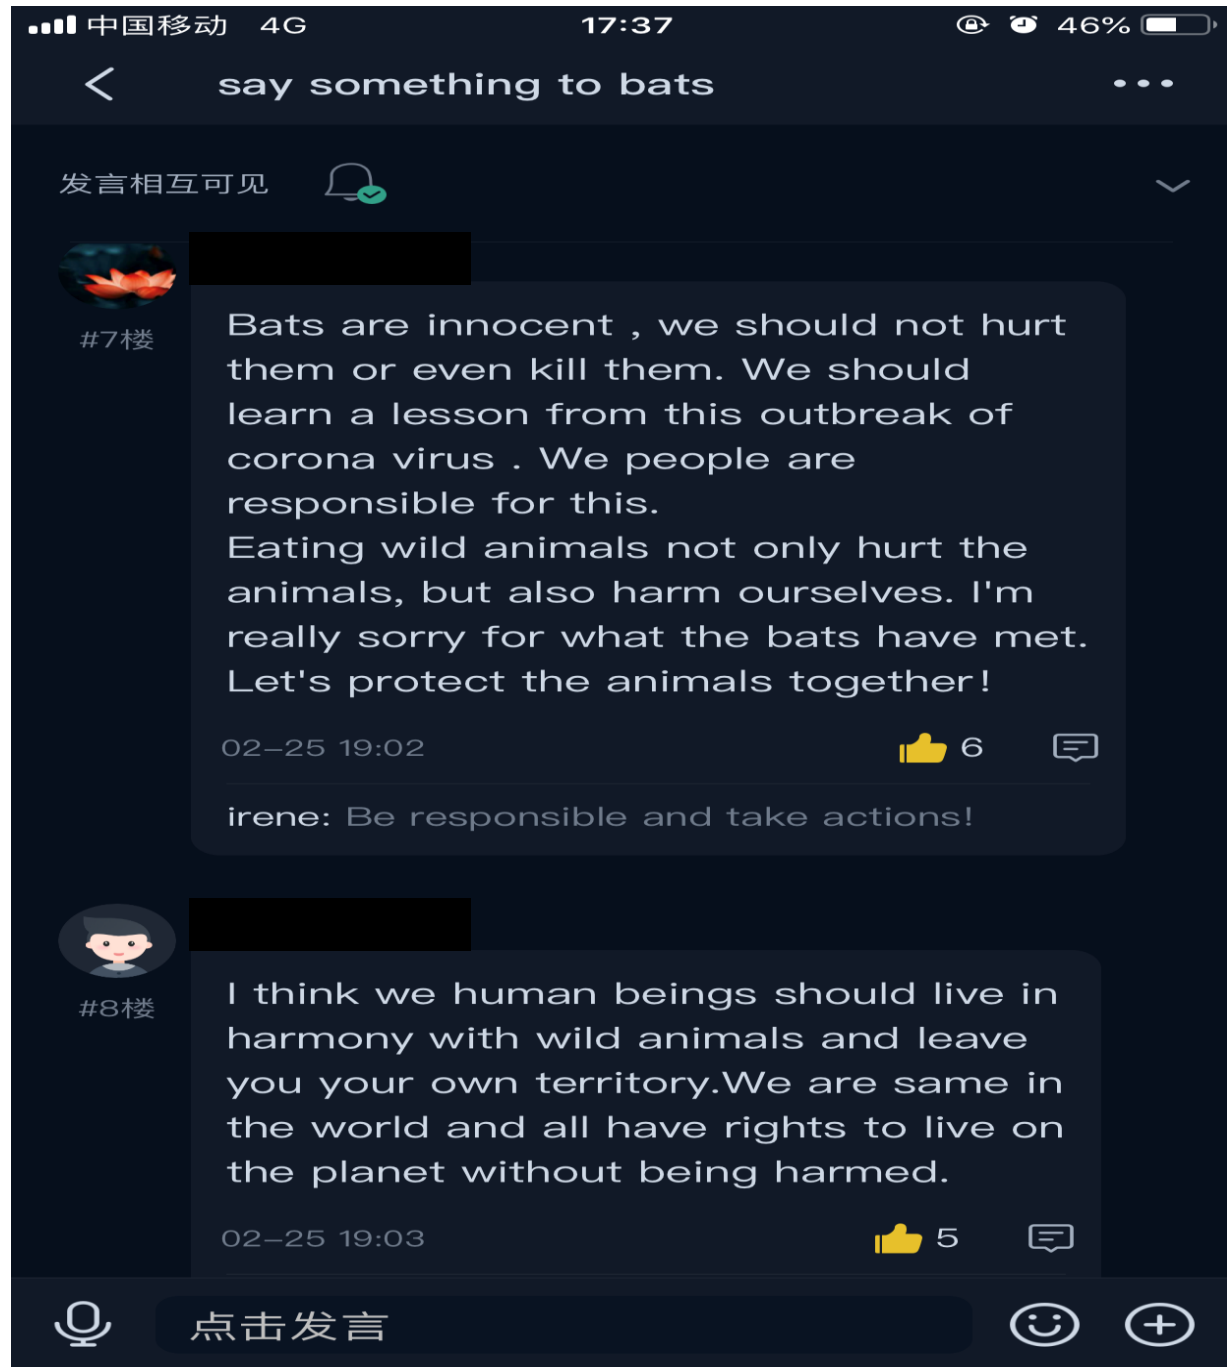 中国移动 4G 17:37 46%
say something to bats
发言相互可见
#7楼
Bats are innocent , we should not hurt
them or even kill them. We should
learn a lesson from this outbreak of
corona virus . We people are
responsible for this.
Eating wild animals not only hurt the
animals, but also harm ourselves. I'm
really sorry for what the bats have met.
Let's protect the animals together!
02-25 19:02 6
irene: Be responsible and take actions!
#8楼
I think we human beings should live in
harmony with wild animals and leave
you your own territory.We are same in
the world and all have rights to live on
the planet without being harmed.
02-25 19:03 5
点击发言